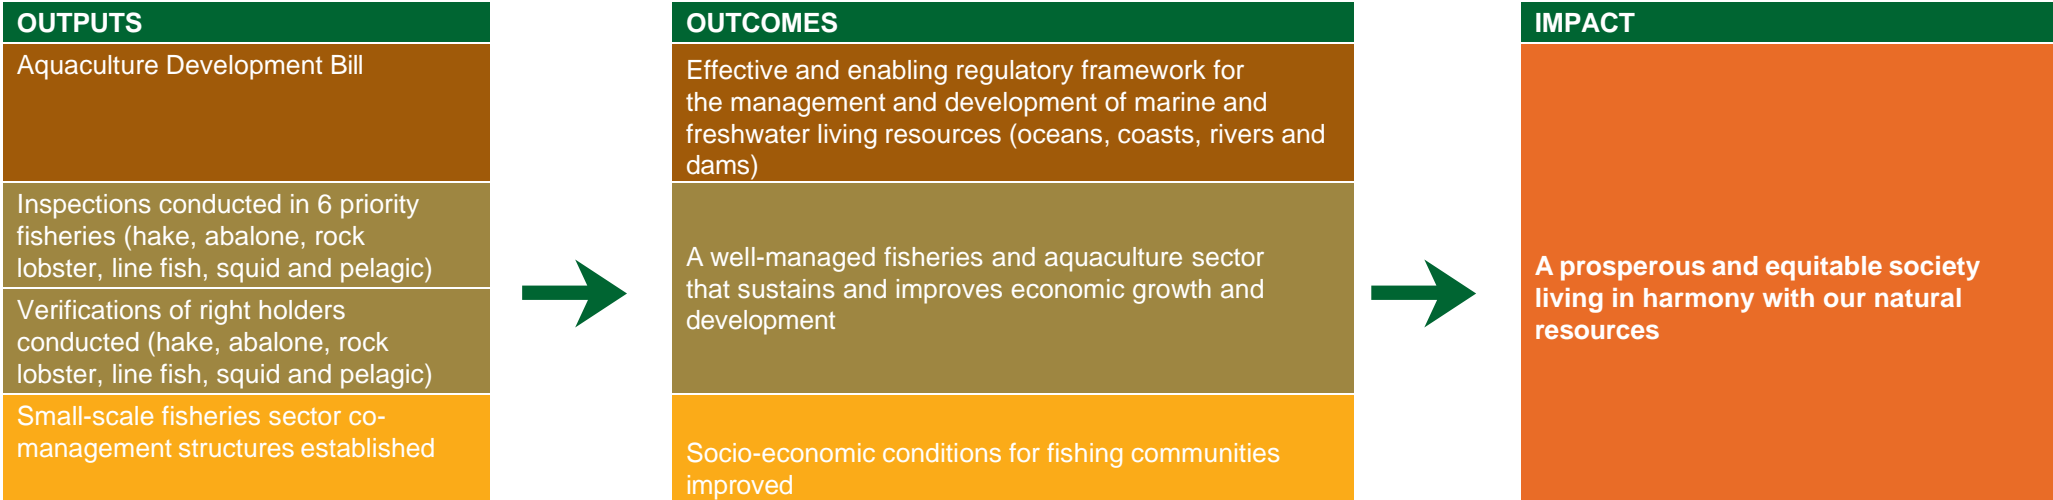 OUTPUTS
Aquaculture Development Bill
Inspections conducted in 6 priority
fisheries (hake, abalone, rock
lobster, line fish, squid and pelagic)
Verifications of right holders
conducted (hake, abalone, rock
lobster, line fish, squid and pelagic)
Small-scale fisheries sector co-
management structures established
OUTCOMES
Effective and enabling regulatory framework for
the management and development of marine and
freshwater living resources (oceans, coasts, rivers and
dams)
A well-managed fisheries and aquaculture sector
that sustains and improves economic growth and
development
Socio-economic conditions for fishing communities
improved
IMPACT
A prosperous and equitable society
living in harmony with our natural
resources